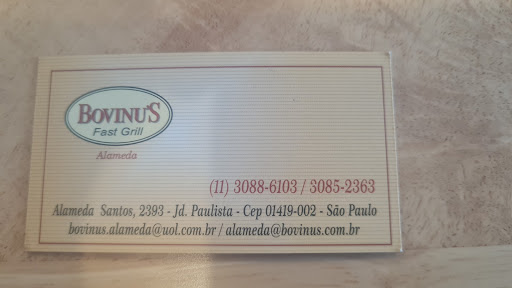 BOVINU'S
Fast Grill
Alameda
(11) 3088-6103 / 3085-2363
Alameda Santos, 2393 - Jd. Paulista - Cep 01419-002 - São Paulo
bovinus.alameda@uol.com.br / alameda@bovinus.com.br